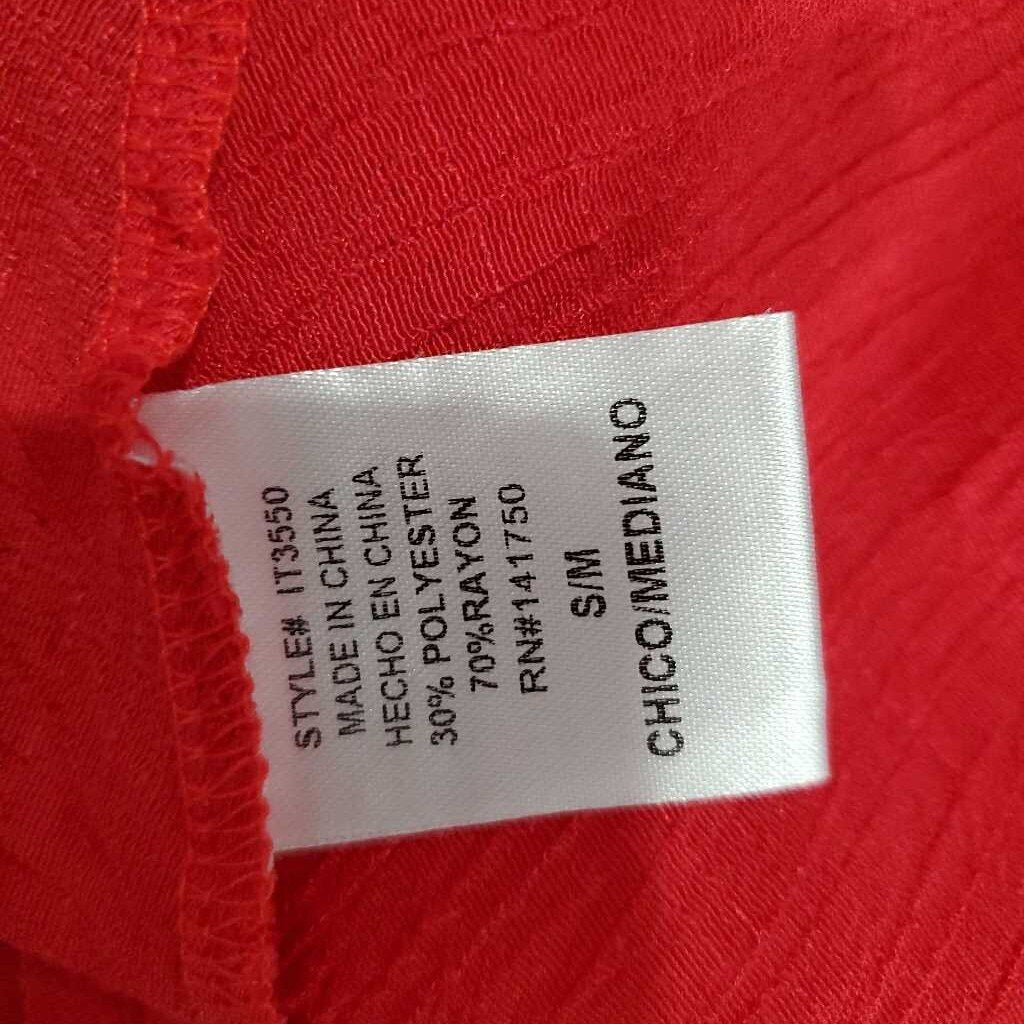 STYLE# IT3550
MADE IN CHINA
HECHO EN CHINA
30% POLYESTER
70%RAYON
RN#141750
S/M
CHICO/MEDIANO